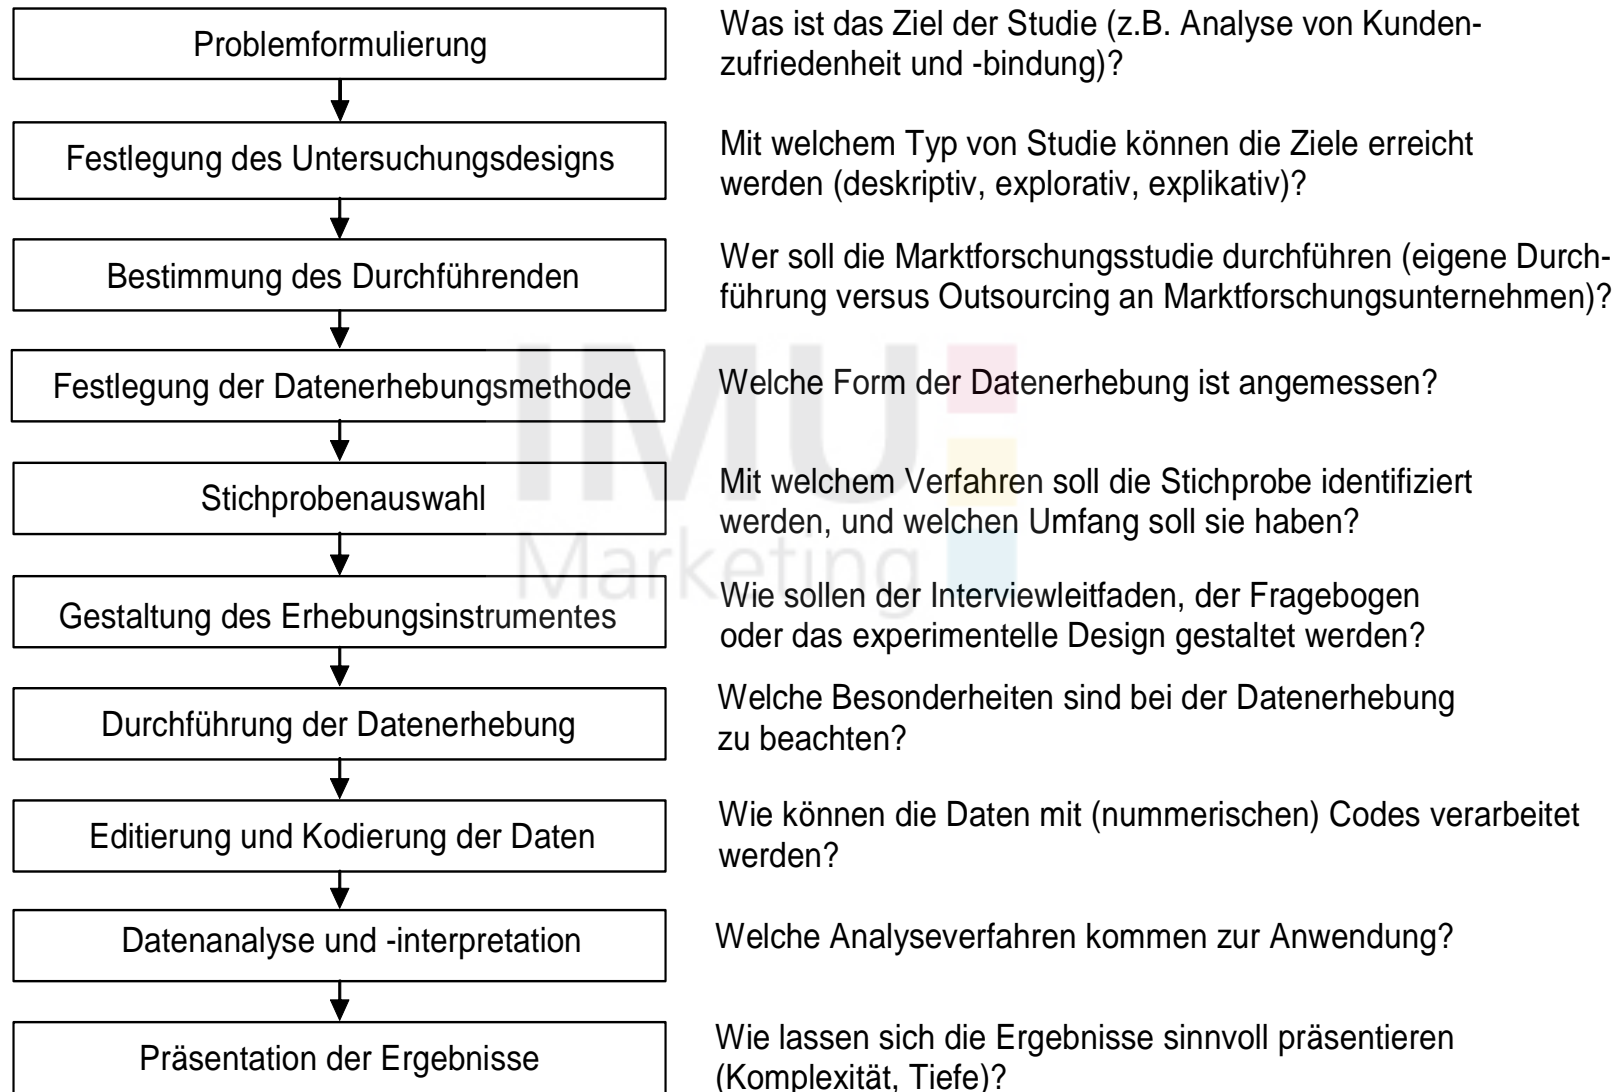 Problemformulierung
Was ist das Ziel der Studie (z.B. Analyse von Kunden-
zufriedenheit und -bindung)?
Festlegung des Untersuchungsdesigns
Mit welchem Typ von Studie können die Ziele erreicht
werden (deskriptiv, explorativ, explikativ)?
Bestimmung des Durchführenden
Wer soll die Marktforschungsstudie durchführen (eigene Durch-
führung versus Outsourcing an Marktforschungsunternehmen)?
Festlegung der Datenerhebungsmethode
Welche Form der Datenerhebung ist angemessen?
Stichprobenauswahl
Mit welchem Verfahren soll die Stichprobe identifiziert
werden, und welchen Umfang soll sie haben?
Gestaltung des Erhebungsinstrumentes
Wie sollen der Interviewleitfaden, der Fragebogen
oder das experimentelle Design gestaltet werden?
Durchführung der Datenerhebung
Welche Besonderheiten sind bei der Datenerhebung
zu beachten?
Editierung und Kodierung der Daten
Wie können die Daten mit (nummerischen) Codes verarbeitet
werden?
Datenanalyse und -interpretation
Welche Analyseverfahren kommen zur Anwendung?
Präsentation der Ergebnisse
Wie lassen sich die Ergebnisse sinnvoll präsentieren
(Komplexität, Tiefe)?
IMU
Marketing